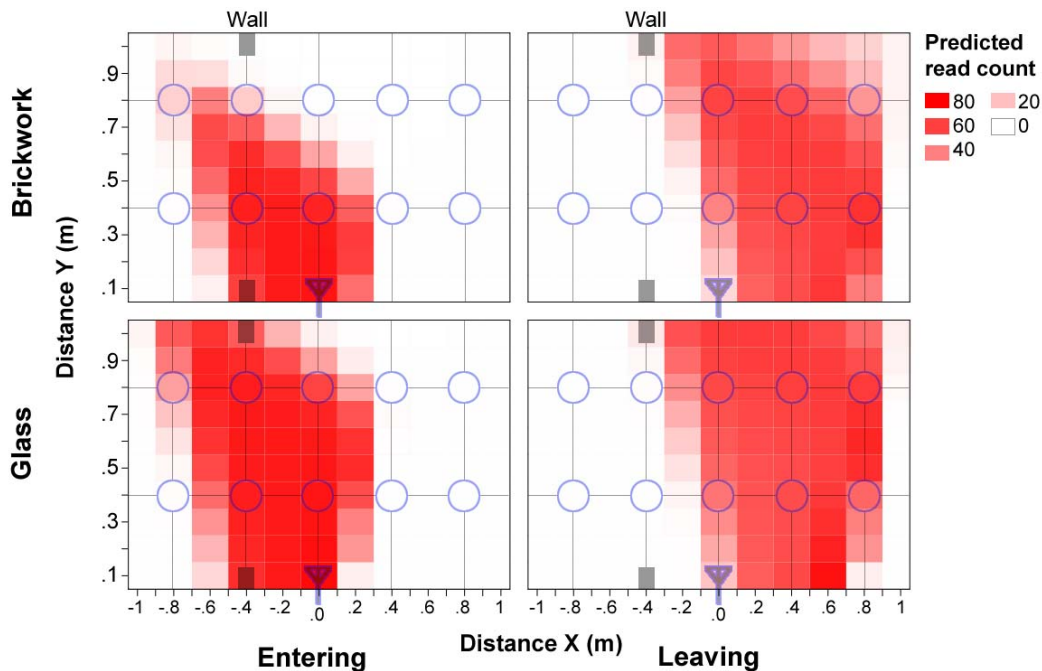 Wall
Wall
Predicted
read count
80 20
60 0
40
Brickwork
Glass
Distance Y (m)
.9
.7
.5
.3
.1
.9
.7
.5
.3
.1
-1 -.8 -.6 -.4 -.2 .0 .2 .4 .6 .8 1
-1 -.8 -.6 -.4 -.2 .0 .2 .4 .6 .8 1
Distance X (m)
Entering
Leaving